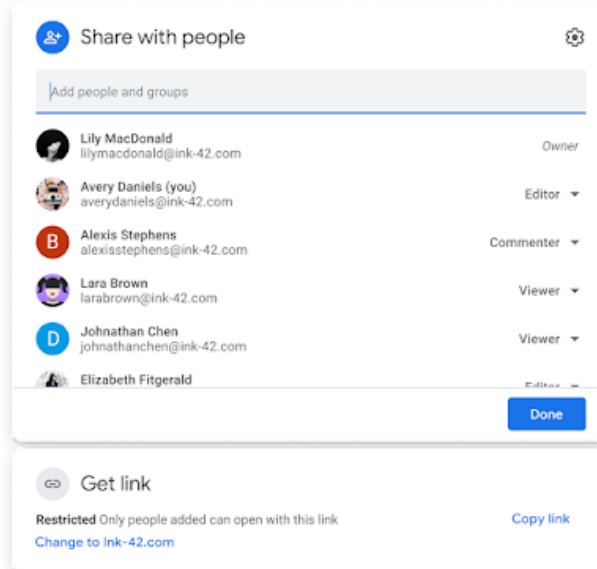 Share with people
Add people and groups
Lily MacDonald
lilymacdonald@ink-42.com
Owner
Avery Daniels (you)
averydaniels@ink-42.com
Editor
B
Alexis Stephens
alexisstephens@ink-42.com
Commenter
Lara Brown
larabrown@ink-42.com
Viewer
D
Johnathan Chen
johnathanchen@ink-42.com
Viewer
Elizabeth Fitgerald
Editor
Done
Get link
Restricted Only people added can open with this link
Copy link
Change to Ink-42.com